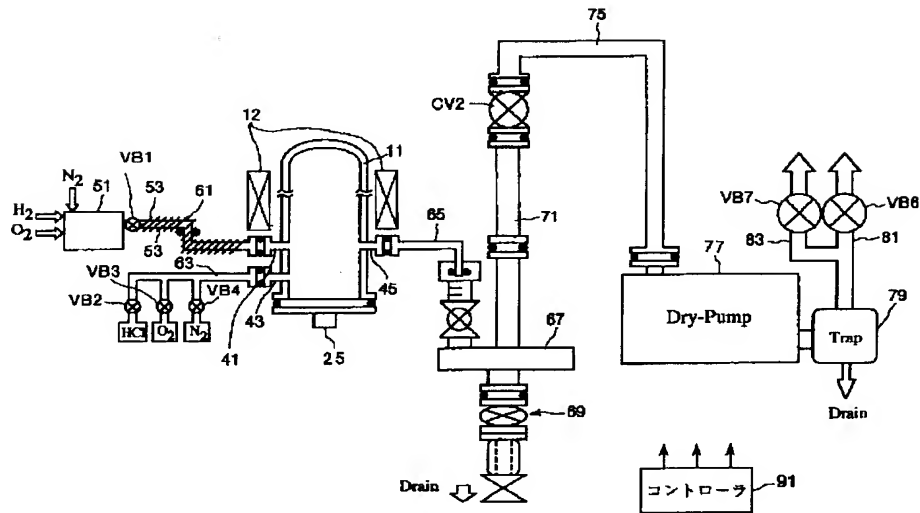 75
CV2
12
11
VB1
N2
51
53
61
H2
O2
53
63
65
71
VB7
VB6
83
81
77
79
VB3
VB2
VB4
HCl
O2
N2
41
43
45
25
67
Dry-Pump
Trap
Drain
69
Drain
コントローラ
91